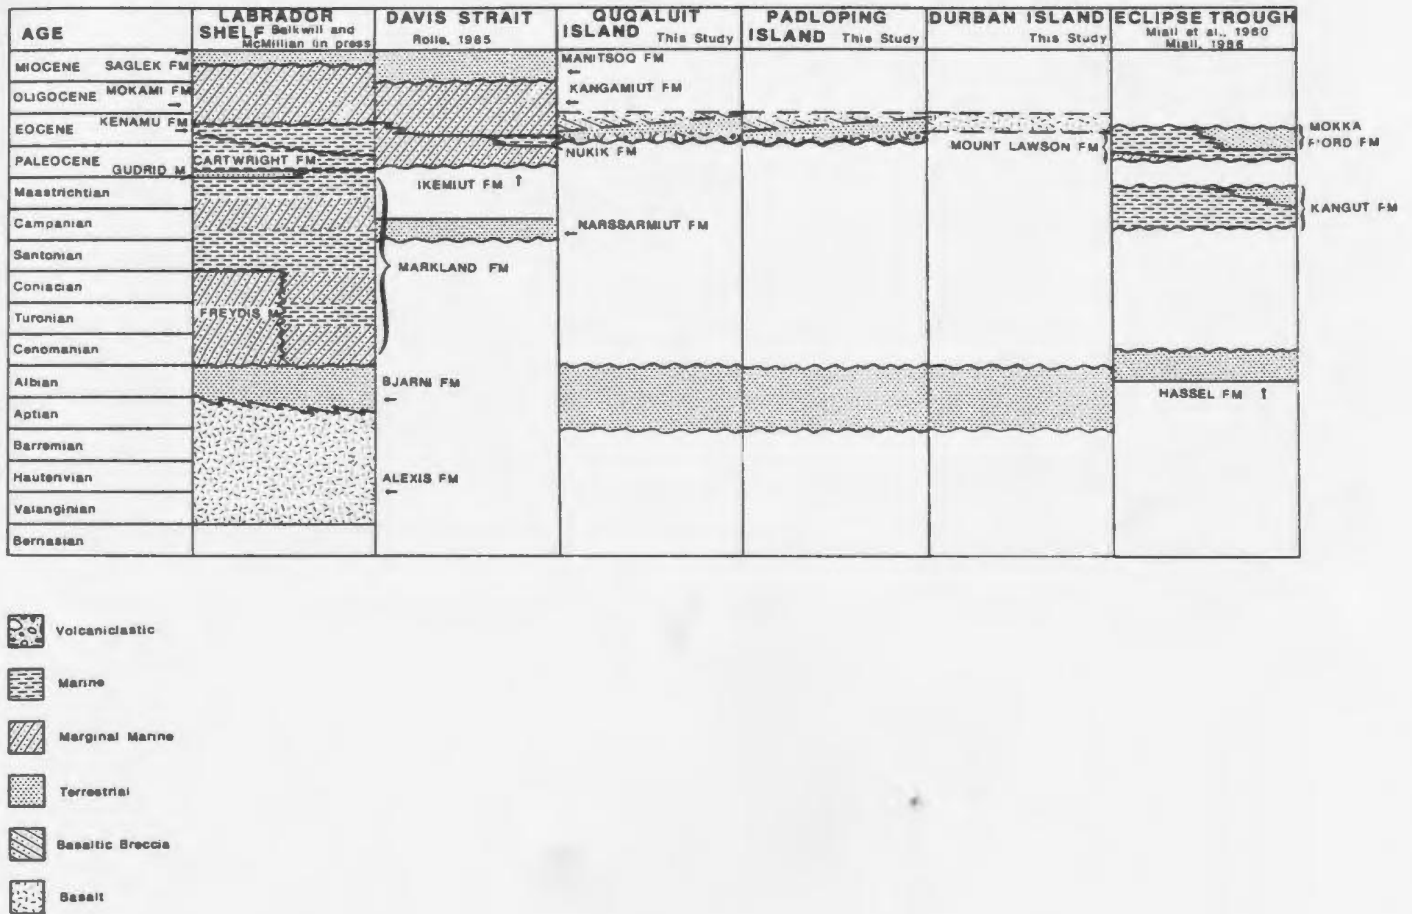 AGE
LABRADOR
SHELF Balkwill and
McMillian (in press
DAVIS STRAIT
Rolle, 1985
QUQALUIT
ISLAND This Study
PADLOPING
ISLAND This Study
DURBAN ISLAND
This Study
ECLIPSE TROUGH
Miall et al., 1980
Miall, 1986
MIOCENE SAGLEK FM
MANITSOQ FM
←
OLIGOCENE MOKAMI FM
→
KANGAMIUT FM
←
EOCENE KENAMU FM
→
MOKKA
F'ORD FM
PALEOCENE
CARTWRIGHT FM
NUKIK FM
MOUNT LAWSON FM
GUDRID M
IKEMIUT FM ↑
Maastrichtian
KANGUT FM
Campanian
NARSSARMIUT FM
←
Santonian
MARKLAND FM
Coniacian
Turonian
FREYDIS M
Cenomanian
Albian
BJARNI FM
←
HASSEL FM ↑
Aptian
Barremian
Hauterivian
ALEXIS FM
←
Valanginian
Bernasian
Volcaniclastic
Marine
Marginal Marine
Terrestrial
Basaltic Breccia
Basalt